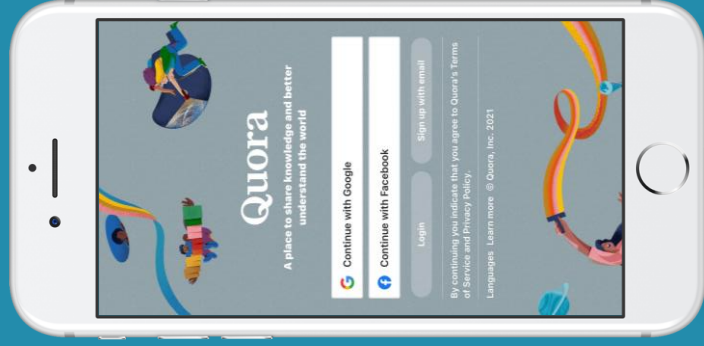 Quora
A place to share knowledge and better
understand the world
Continue with Google
Continue with Facebook
Login
Sign up with email
By continuing you indicate that you agree to Quora's Terms
of Service and Privacy Policy.
Languages Learn more © Quora, Inc. 2021